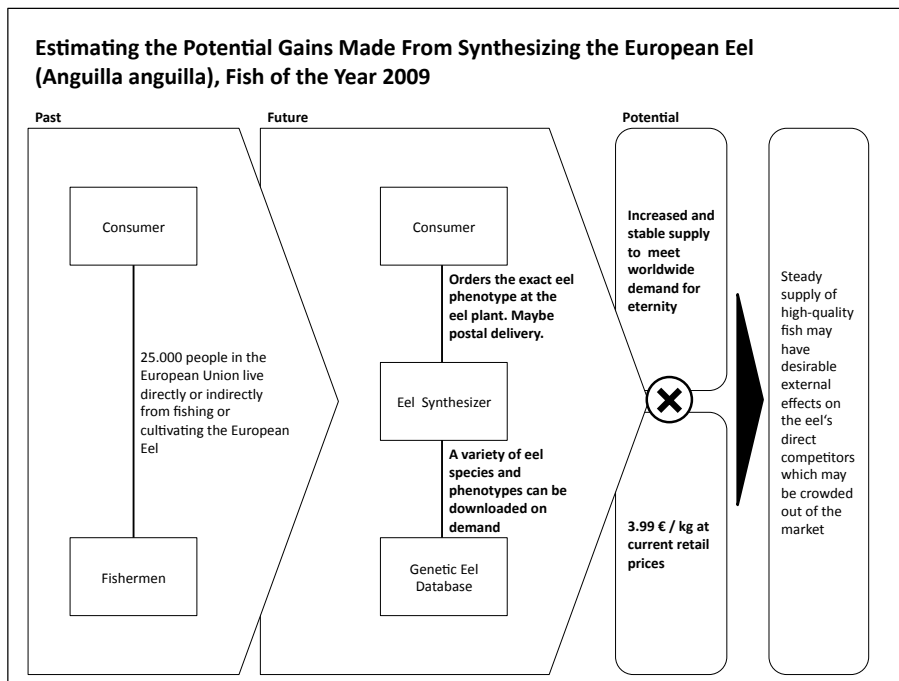 Estimating the Potential Gains Made From Synthesizing the European Eel
(Anguilla anguilla), Fish of the Year 2009
Past
Future
Potential
Consumer
25.000 people in the
European Union live
directly or indirectly
from fishing or
cultivating the European
Eel
Fishermen
Consumer
Orders the exact eel
phenotype at the
eel plant. Maybe
postal delivery.
Eel Synthesizer
A variety of eel
species and
phenotypes can be
downloaded on
demand
Genetic Eel
Database
Increased and
stable supply
to meet
worldwide
demand for
eternity
3.99 € / kg at
current retail
prices
Steady
supply of
high-quality
fish may
have
desirable
external
effects on
the eel‘s
direct
competitors
which may
be crowded
out of the
market